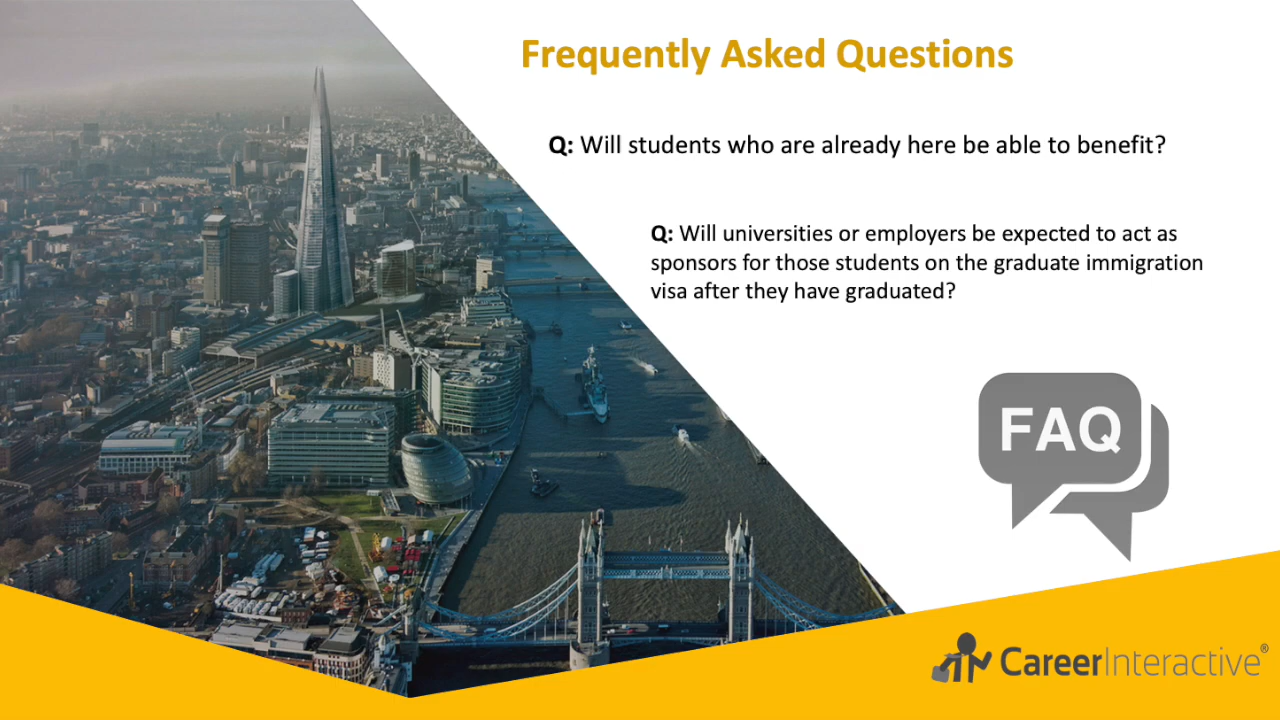 Frequently Asked Questions
Q: Will students who are already here be able to benefit?
Q: Will universities or employers be expected to act as
sponsors for those students on the graduate immigration
visa after they have graduated?
FAQ
CareerInteractive®